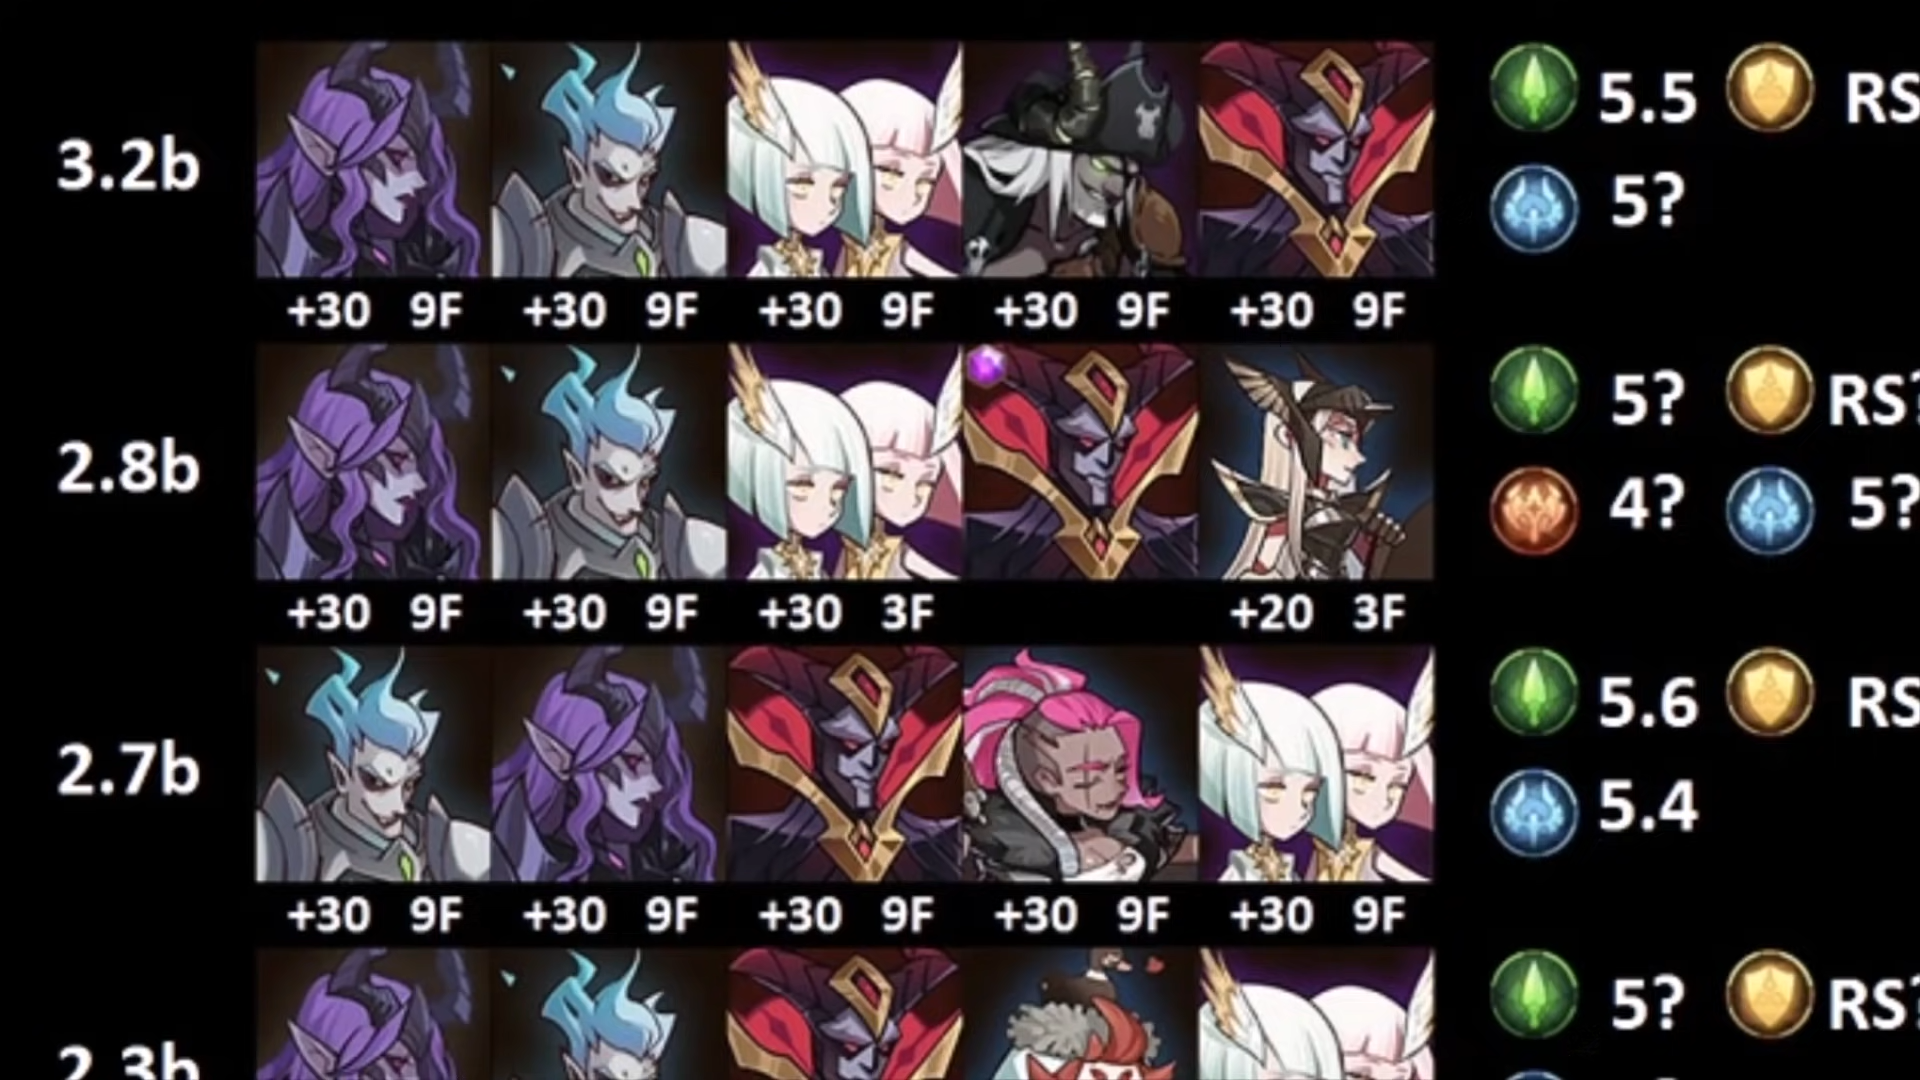 5.5 RS
3.2b
5?
+30 9F +30 9F +30 9F +30 9F +30 9F
5? RS?
2.8b
4? 5?
+30 9F +30 9F +30 3F +20 3F
5.6 RS
2.7b
5.4
+30 9F +30 9F +30 9F +30 9F +30 9F
5? RS?
2.3b